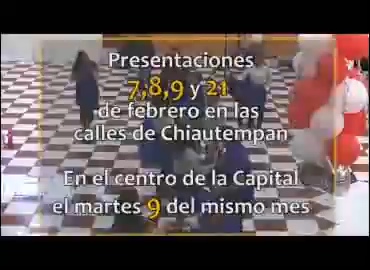 Presentaciones
7,8,9 y 21
de febrero en las
calles de Chiautempan
En el centro de la Capital
el martes 9 del mismo mes